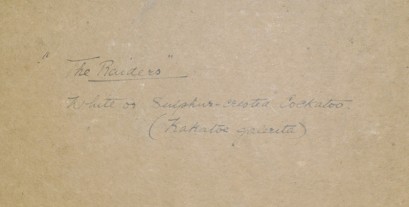 "The Raiders"
White or Sulphur-crested Cockatoo
(Kakatoe galerita)